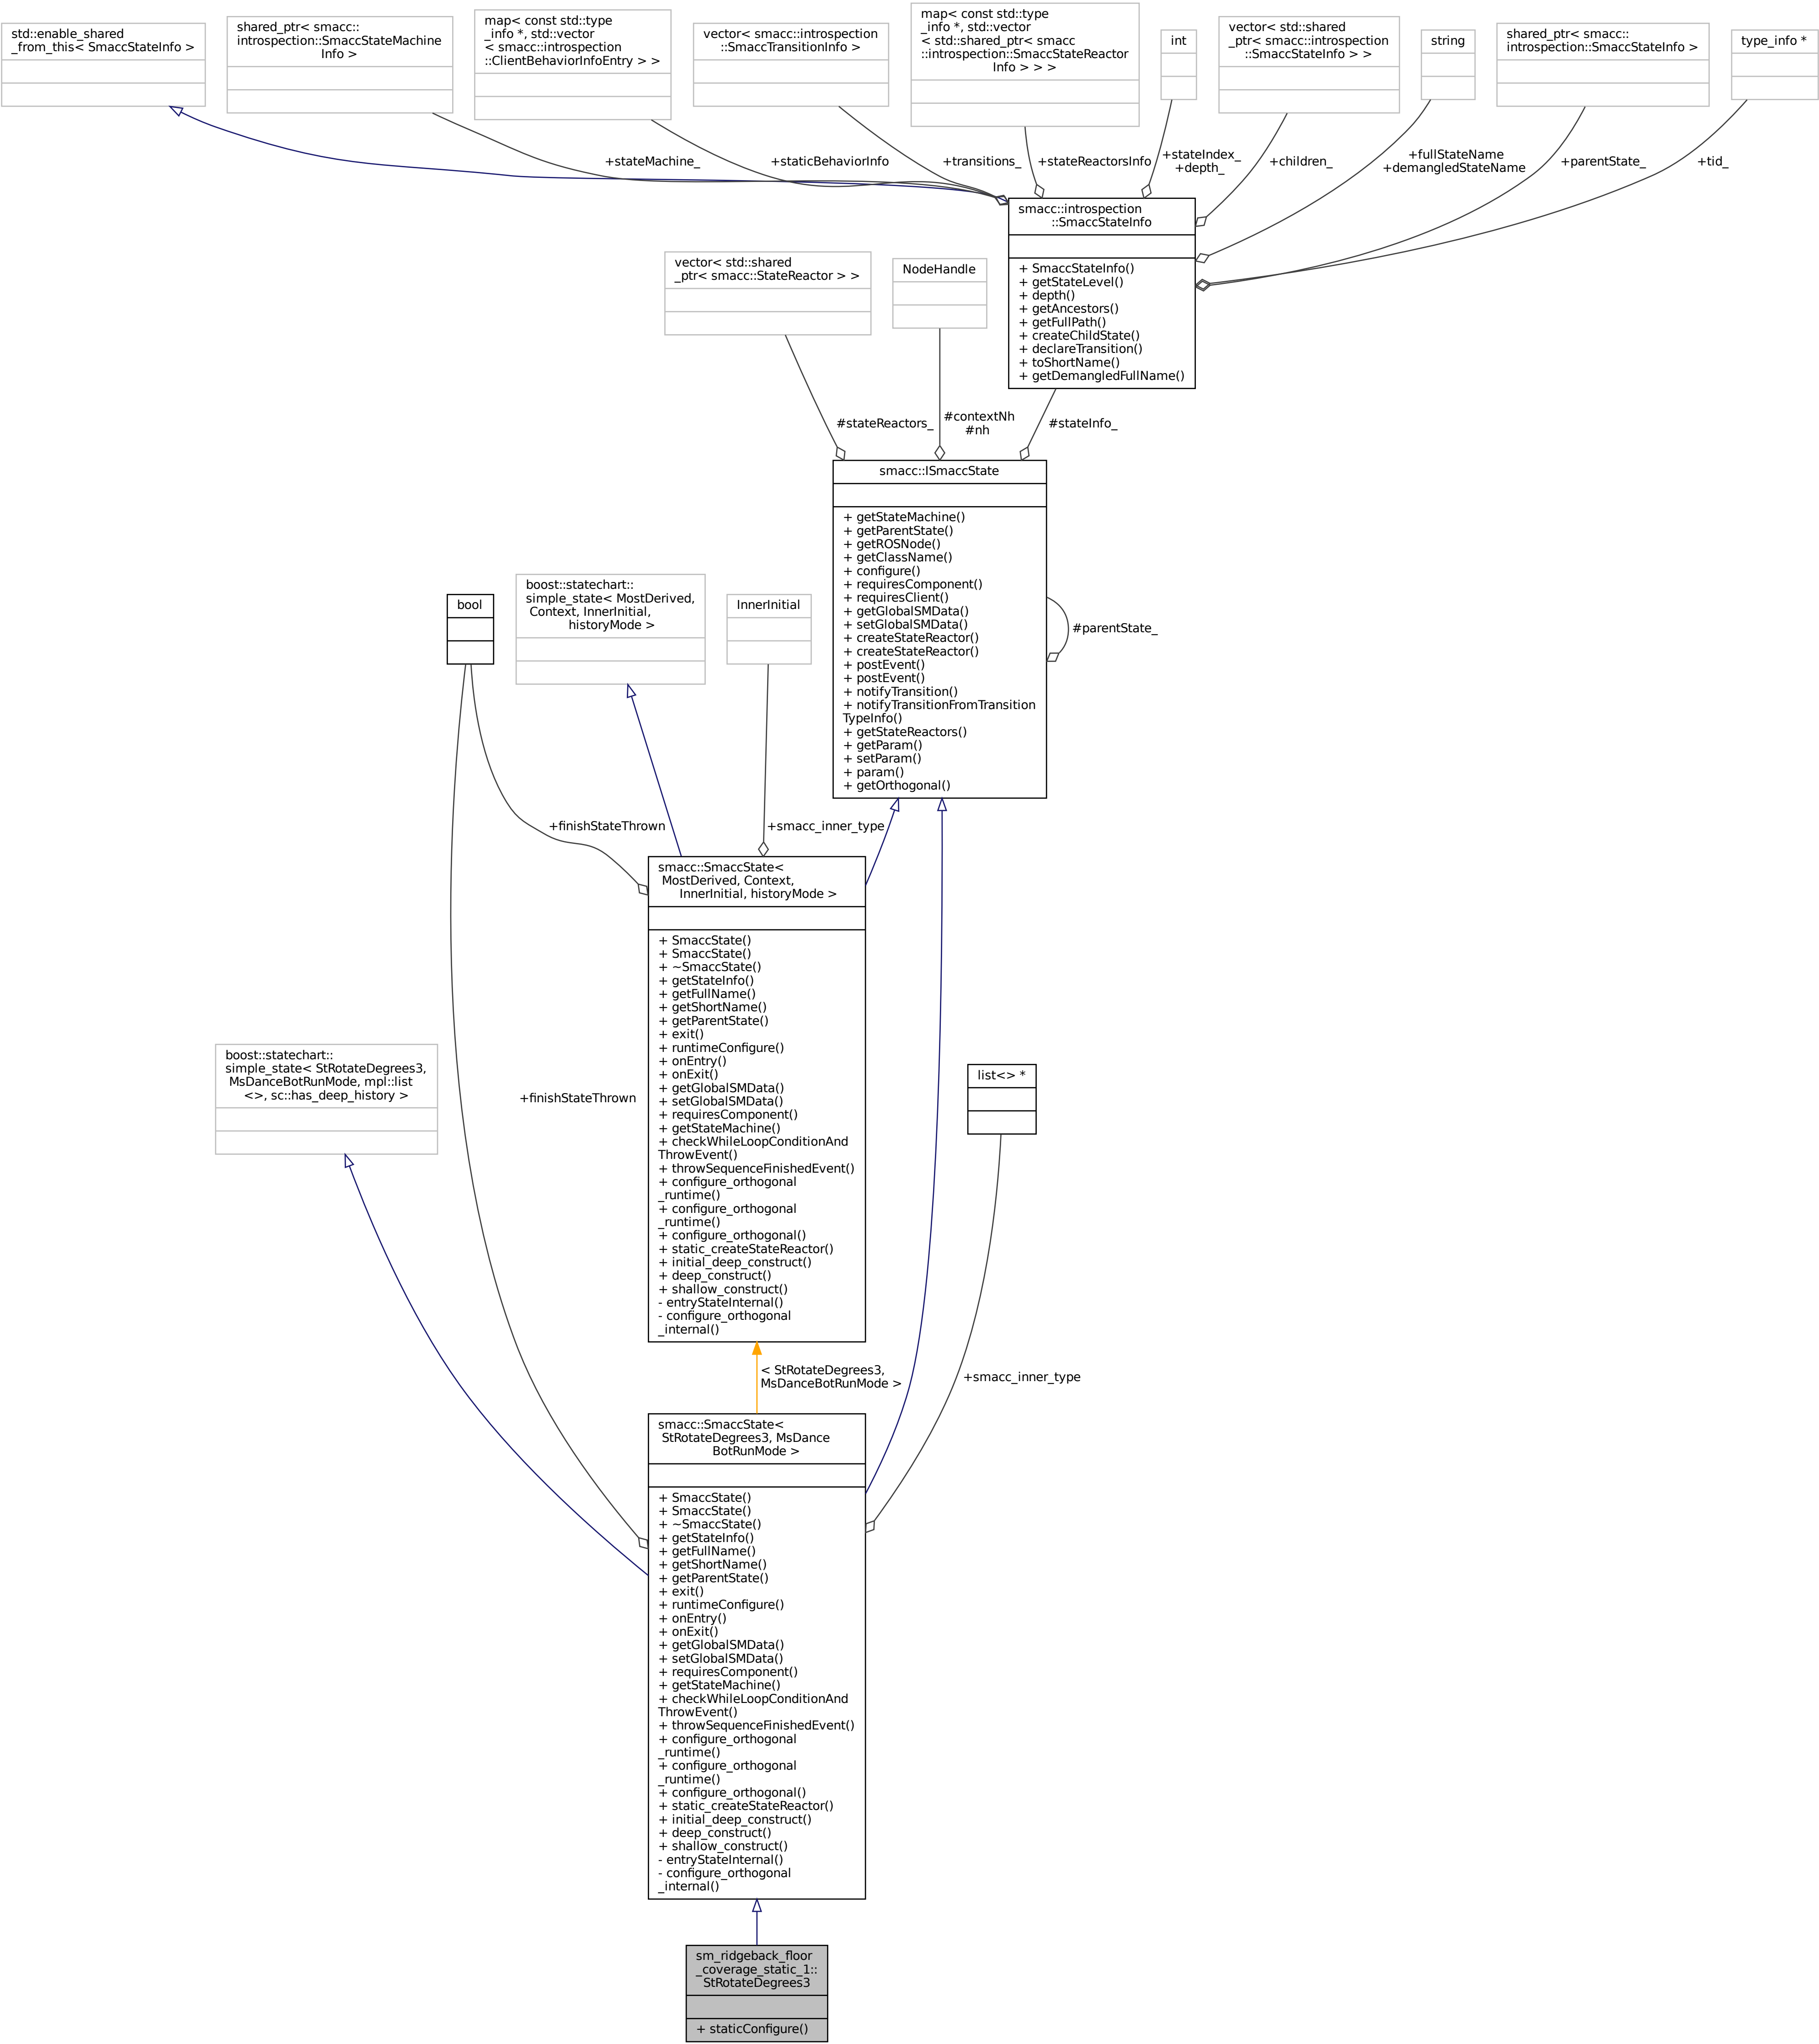 std::enable_shared
_from_this< SmaccStateInfo >
shared_ptr< smacc::
introspection::SmaccStateMachine
Info >
map< const std::type
_info *, std::vector
< smacc::introspection
::ClientBehaviorInfoEntry > >
vector< smacc::introspection
::SmaccTransitionInfo >
map< const std::type
_info *, std::vector
< std::shared_ptr< smacc
::introspection::SmaccStateReactor
Info > > >
int
vector< std::shared
_ptr< smacc::introspection
::SmaccStateInfo > >
string
shared_ptr< smacc::
introspection::SmaccStateInfo >
type_info *
+stateMachine_
+staticBehaviorInfo
+transitions_
+stateReactorsInfo
+stateIndex_
+depth_
+children_
+fullStateName
+demangledStateName
+parentState_
+tid_
smacc::introspection
::SmaccStateInfo
+ SmaccStateInfo()
+ getStateLevel()
+ depth()
+ getAncestors()
+ getFullPath()
+ createChildState()
+ declareTransition()
+ toShortName()
+ getDemangledFullName()
vector< std::shared
_ptr< smacc::StateReactor > >
NodeHandle
#stateReactors_
#contextNh
#nh
#stateInfo_
smacc::ISmaccState
+ getStateMachine()
+ getParentState()
+ getROSNode()
+ getClassName()
+ configure()
+ requiresComponent()
+ requiresClient()
+ getGlobalSMData()
+ setGlobalSMData()
+ createStateReactor()
+ createStateReactor()
+ postEvent()
+ postEvent()
+ notifyTransition()
+ notifyTransitionFromTransition
TypeInfo()
+ getStateReactors()
+ getParam()
+ setParam()
+ param()
+ getOrthogonal()
#parentState_
bool
boost::statechart::
simple_state< MostDerived,
Context, InnerInitial,
historyMode >
InnerInitial
+finishStateThrown
+smacc_inner_type
smacc::SmaccState<
MostDerived, Context,
InnerInitial, historyMode >
+ SmaccState()
+ SmaccState()
+ ~SmaccState()
+ getStateInfo()
+ getFullName()
+ getShortName()
+ getParentState()
+ exit()
+ runtimeConfigure()
+ onEntry()
+ onExit()
+ getGlobalSMData()
+ setGlobalSMData()
+ requiresComponent()
+ getStateMachine()
+ checkWhileLoopConditionAnd
ThrowEvent()
+ throwSequenceFinishedEvent()
+ configure_orthogonal
_runtime()
+ configure_orthogonal
_runtime()
+ configure_orthogonal()
+ static_createStateReactor()
+ initial_deep_construct()
+ deep_construct()
+ shallow_construct()
- entryStateInternal()
- configure_orthogonal
_internal()
boost::statechart::
simple_state< StRotateDegrees3,
MsDanceBotRunMode, mpl::list
<>, sc::has_deep_history >
+finishStateThrown
list<> *
< StRotateDegrees3,
MsDanceBotRunMode >
+smacc_inner_type
smacc::SmaccState<
StRotateDegrees3, MsDance
BotRunMode >
+ SmaccState()
+ SmaccState()
+ ~SmaccState()
+ getStateInfo()
+ getFullName()
+ getShortName()
+ getParentState()
+ exit()
+ runtimeConfigure()
+ onEntry()
+ onExit()
+ getGlobalSMData()
+ setGlobalSMData()
+ requiresComponent()
+ getStateMachine()
+ checkWhileLoopConditionAnd
ThrowEvent()
+ throwSequenceFinishedEvent()
+ configure_orthogonal
_runtime()
+ configure_orthogonal
_runtime()
+ configure_orthogonal()
+ static_createStateReactor()
+ initial_deep_construct()
+ deep_construct()
+ shallow_construct()
- entryStateInternal()
- configure_orthogonal
_internal()
sm_ridgeback_floor
_coverage_static_1::
StRotateDegrees3
+ staticConfigure()